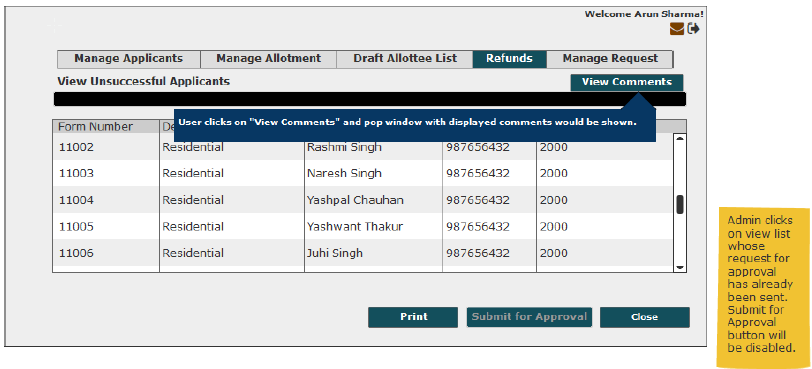 Welcome Arun Sharma!
Manage Applicants Manage Allotment Draft Allottee List Refunds Manage Request
View Unsuccessful Applicants View Comments
User clicks on "View Comments" and pop window with displayed comments would be shown.
Form Number De
11002 Residential Rashmi Singh 987656432 2000
11003 Residential Naresh Singh 987656432 2000
11004 Residential Yashpal Chauhan 987656432 2000
11005 Residential Yashwant Thakur 987656432 2000
11006 Residential Juhi Singh 987656432 2000
Print Submit for Approval Close
Admin clicks
on view list
whose
request for
approval
has already
been sent.
Submit for
Approval
button will
be disabled.